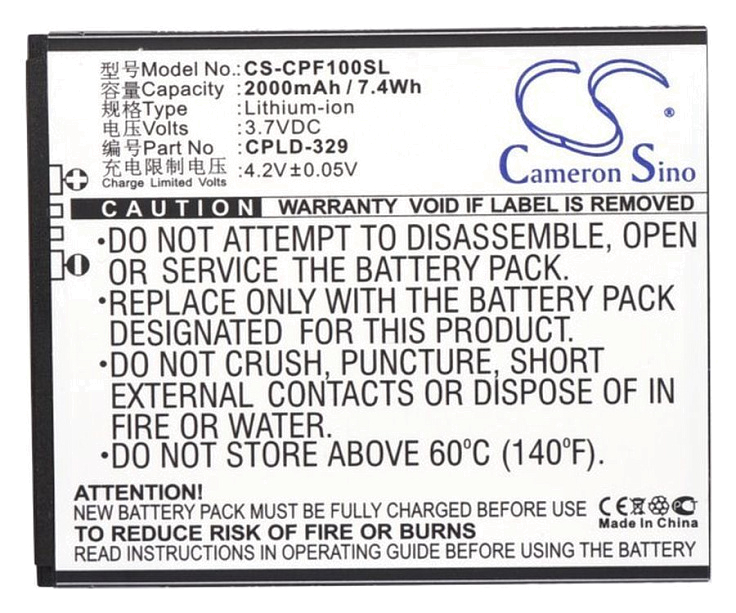 型号Model No.:CS-CPF100SL
容量Capacity :2000mAh / 7.4Wh
规格Type :Lithium-ion
电压Volts :3.7VDC
编号Part No :CPLD-329
充电限制电压 :4.2V±0.05V
Charge Limited Volts
CS
®
Cameron Sino
CAUTION WARRANTY VOID IF LABEL IS REMOVED
•DO NOT ATTEMPT TO DISASSEMBLE, OPEN
OR SERVICE THE BATTERY PACK.
•REPLACE ONLY WITH THE BATTERY PACK
DESIGNATED FOR THIS PRODUCT.
•DO NOT CRUSH, PUNCTURE, SHORT
EXTERNAL CONTACTS OR DISPOSE OF IN
FIRE OR WATER.
•DO NOT STORE ABOVE 60°C (140°F).
ATTENTION!
NEW BATTERY PACK MUST BE FULLY CHARGED BEFORE USE
CE
Made In China
TO REDUCE RISK OF FIRE OR BURNS
READ INSTRUCTIONS IN DEVICE INSTRUCTION BOOKLET